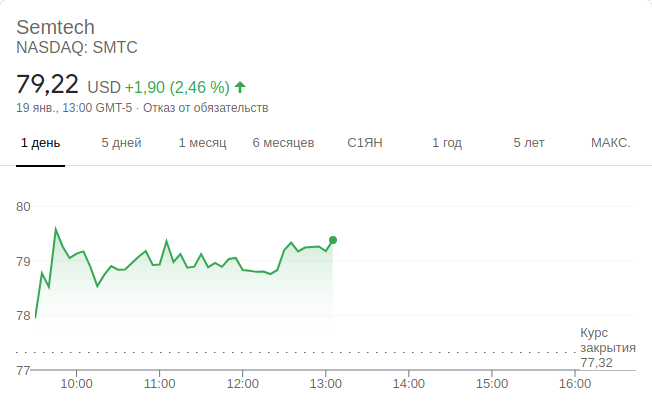 Semtech
NASDAQ: SMTC
79,22 USD +1,90 (2,46 %)
19 янв., 13:00 GMT-5 · Отказ от обязательств
1 день 5 дней 1 месяц 6 месяцев С1ЯН 1 год 5 лет МАКС.
80
79
78
Курс
закрытия
77,32
77
10:00 11:00 12:00 13:00 14:00 15:00 16:00